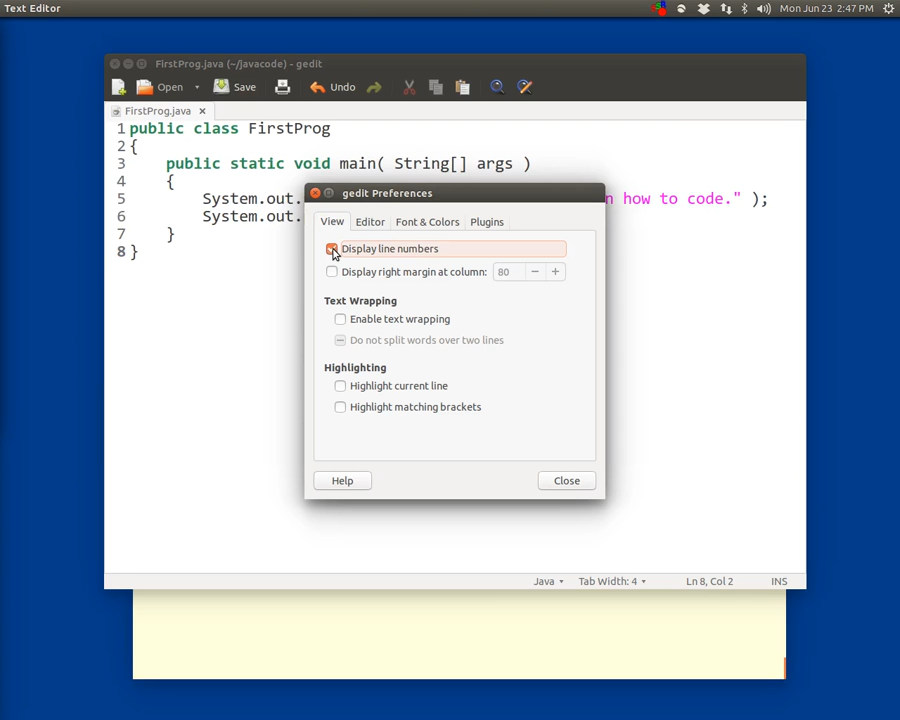 Text Editor
Mon Jun 23 2:47 PM
FirstProg.java (~/javacode) - gedit
Open Save Undo
FirstProg.java ×
1 public class FirstProg
2 {
3 public static void main( String[] args )
4 {
5 System.out. n how to code." );
6 System.out.
7 }
8 }
gedit Preferences
View Editor Font & Colors Plugins
Display line numbers
Display right margin at column: 80 − +
Text Wrapping
Enable text wrapping
Do not split words over two lines
Highlighting
Highlight current line
Highlight matching brackets
Help Close
Java Tab Width: 4 Ln 8, Col 2 INS